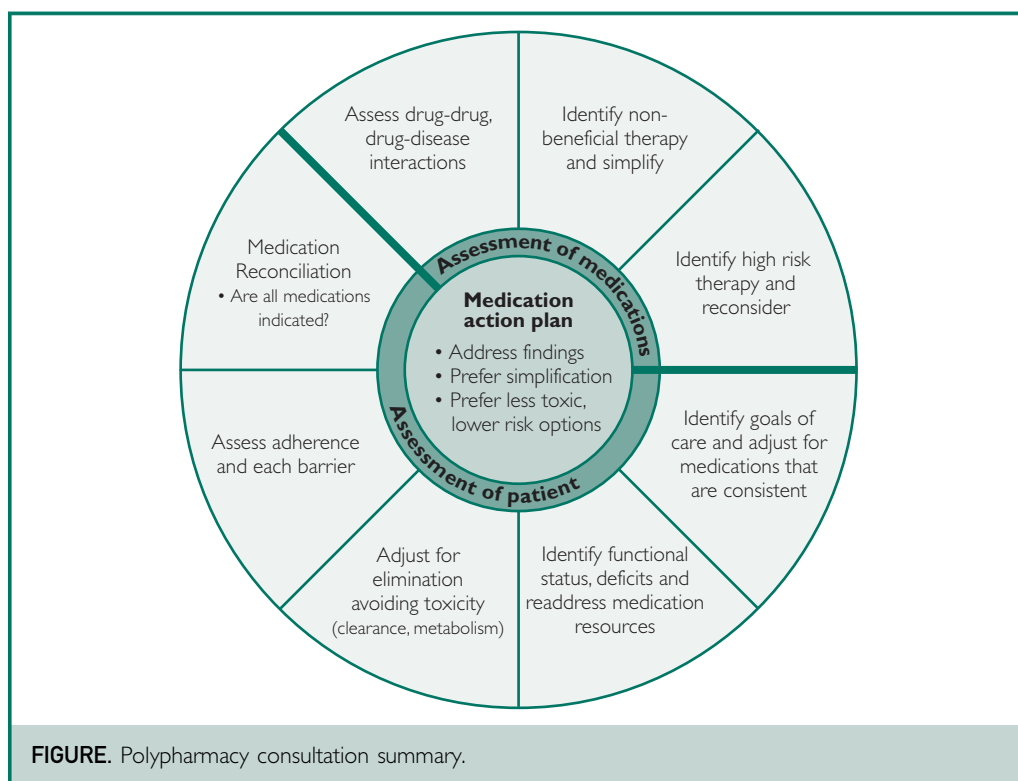 Assess drug-drug,
drug-disease
interactions
Identify non-
beneficial therapy
and simplify
Identify high risk
therapy and
reconsider
Identify goals of
care and adjust for
medications that
are consistent
Identify functional
status, deficits and
readdress medication
resources
Adjust for
elimination
avoiding toxicity
(clearance, metabolism)
Assess adherence
and each barrier
Medication
Reconciliation
• Are all medications
indicated?
Assessment of medications
Assessment of patient
Medication
action plan
• Address findings
• Prefer simplification
• Prefer less toxic,
lower risk options
FIGURE. Polypharmacy consultation summary.